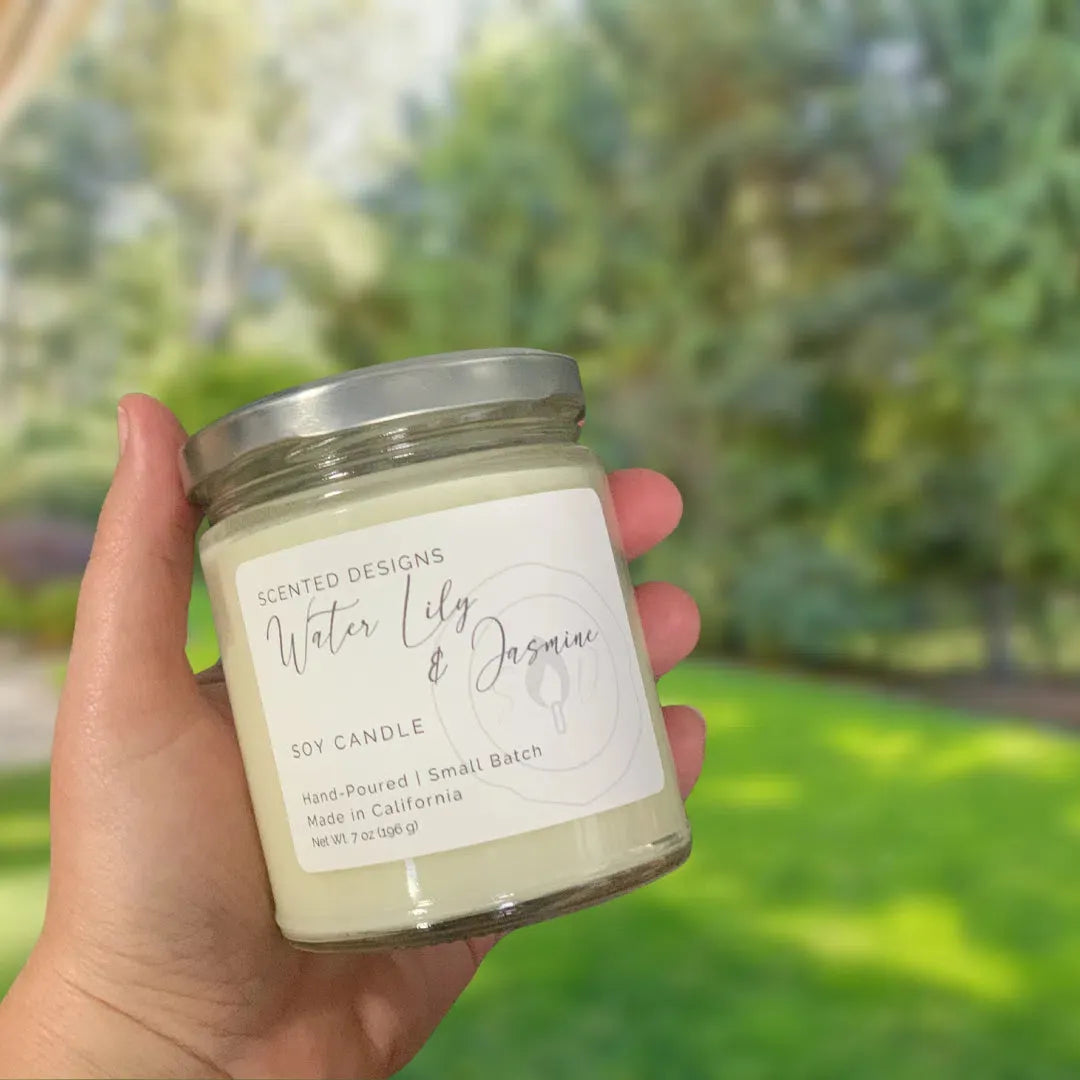 SCENTED DESIGNS
Water Lily
& Jasmine
SOY CANDLE
Hand-Poured | Small Batch
Made in California
Net Wt. 7 oz (196 g)